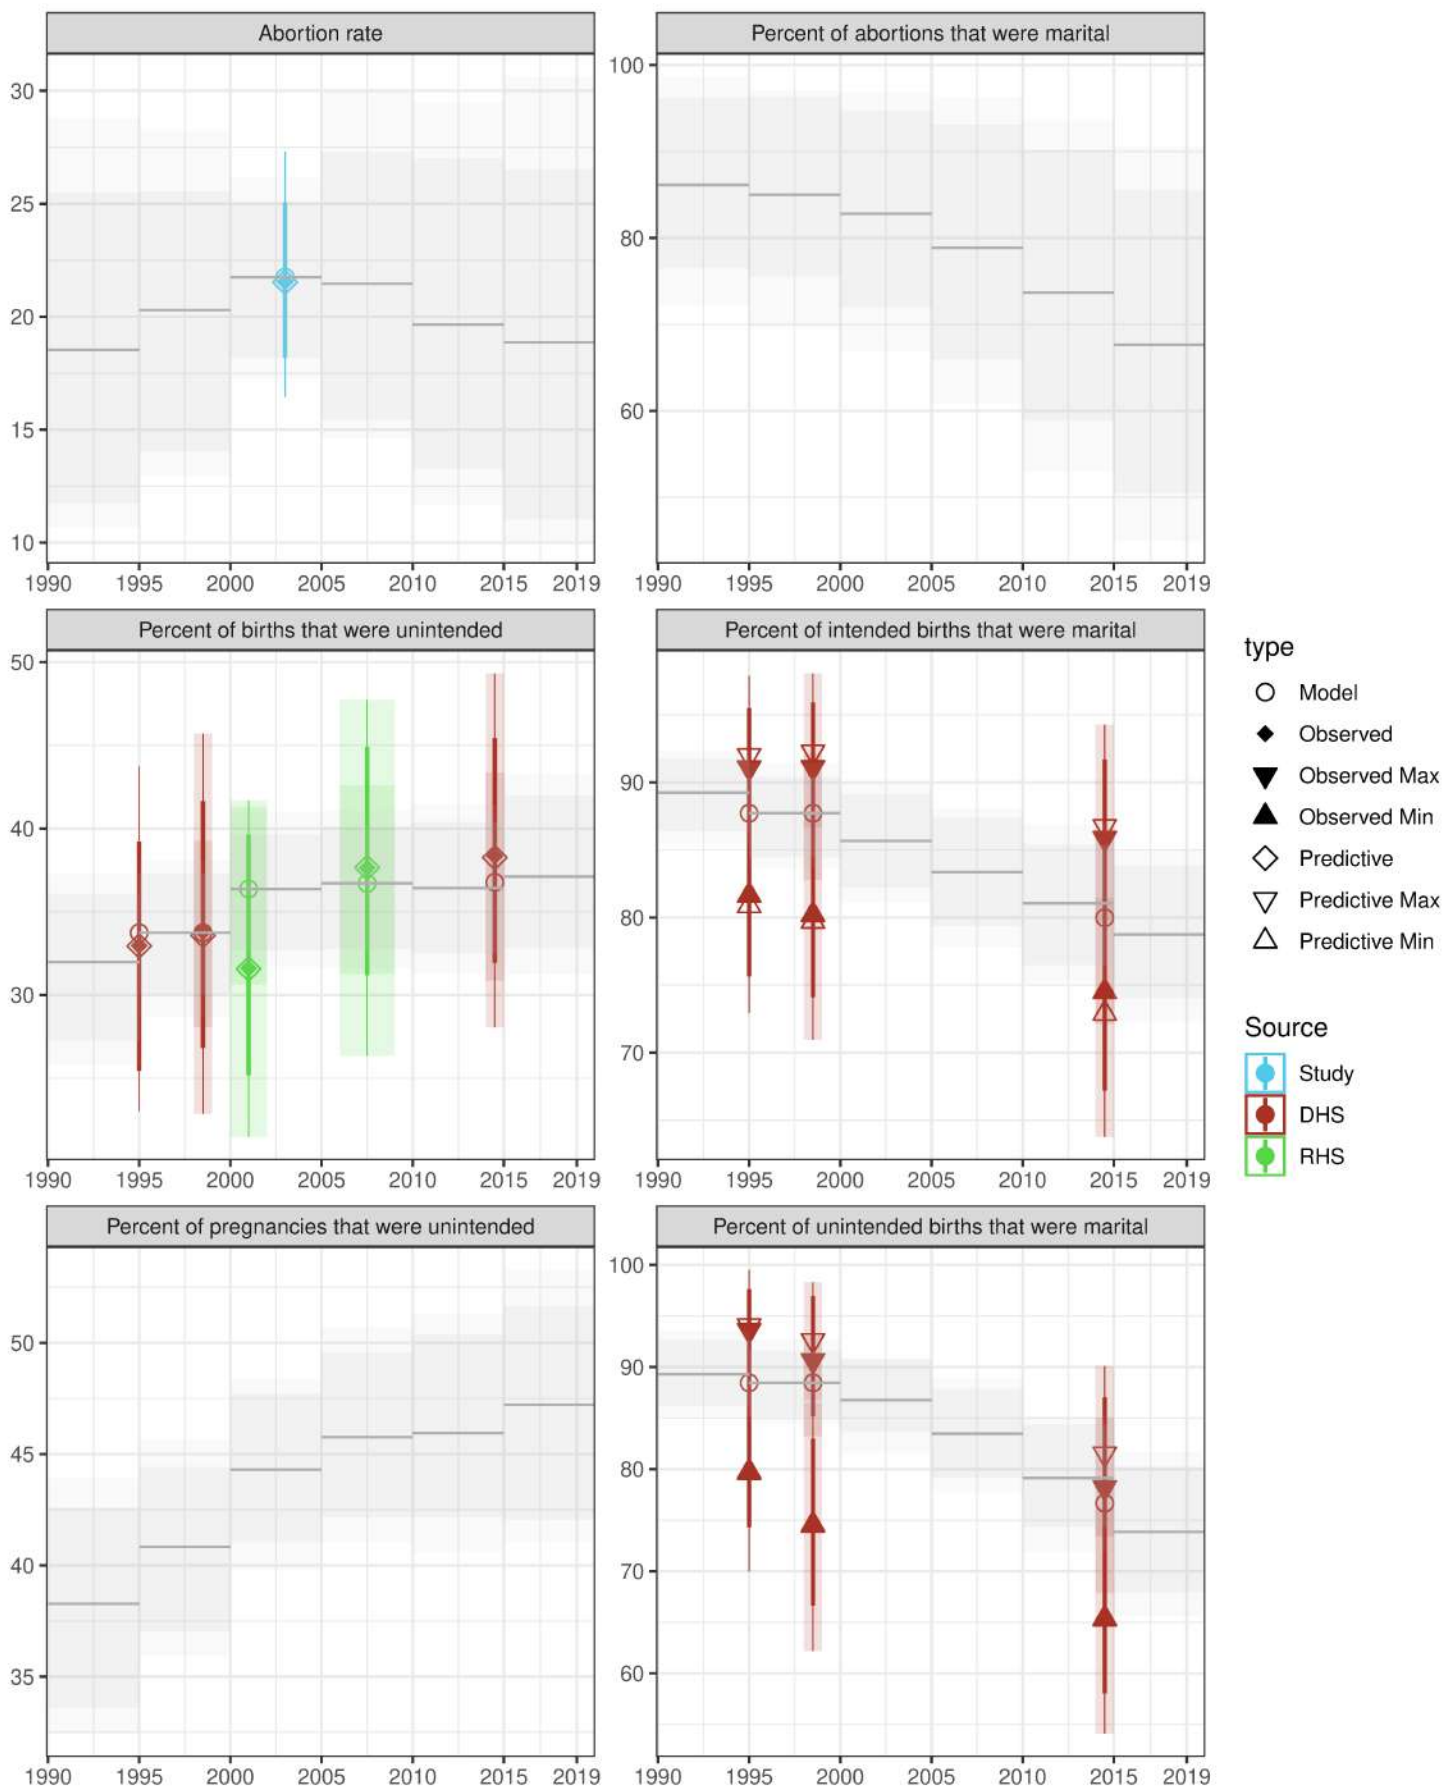 Abortion rate
30
25
20
15
10
1990 1995 2000 2005 2010 2015 2019
Percent of abortions that were marital
100
80
60
1990 1995 2000 2005 2010 2015 2019
Percent of births that were unintended
50
40
30
1990 1995 2000 2005 2010 2015 2019
Percent of intended births that were marital
90
80
70
1990 1995 2000 2005 2010 2015 2019
Percent of pregnancies that were unintended
50
45
40
35
1990 1995 2000 2005 2010 2015 2019
Percent of unintended births that were marital
100
90
80
70
60
1990 1995 2000 2005 2010 2015 2019
type
Model
Observed
Observed Max
Observed Min
Predictive
Predictive Max
Predictive Min
Source
Study
DHS
RHS